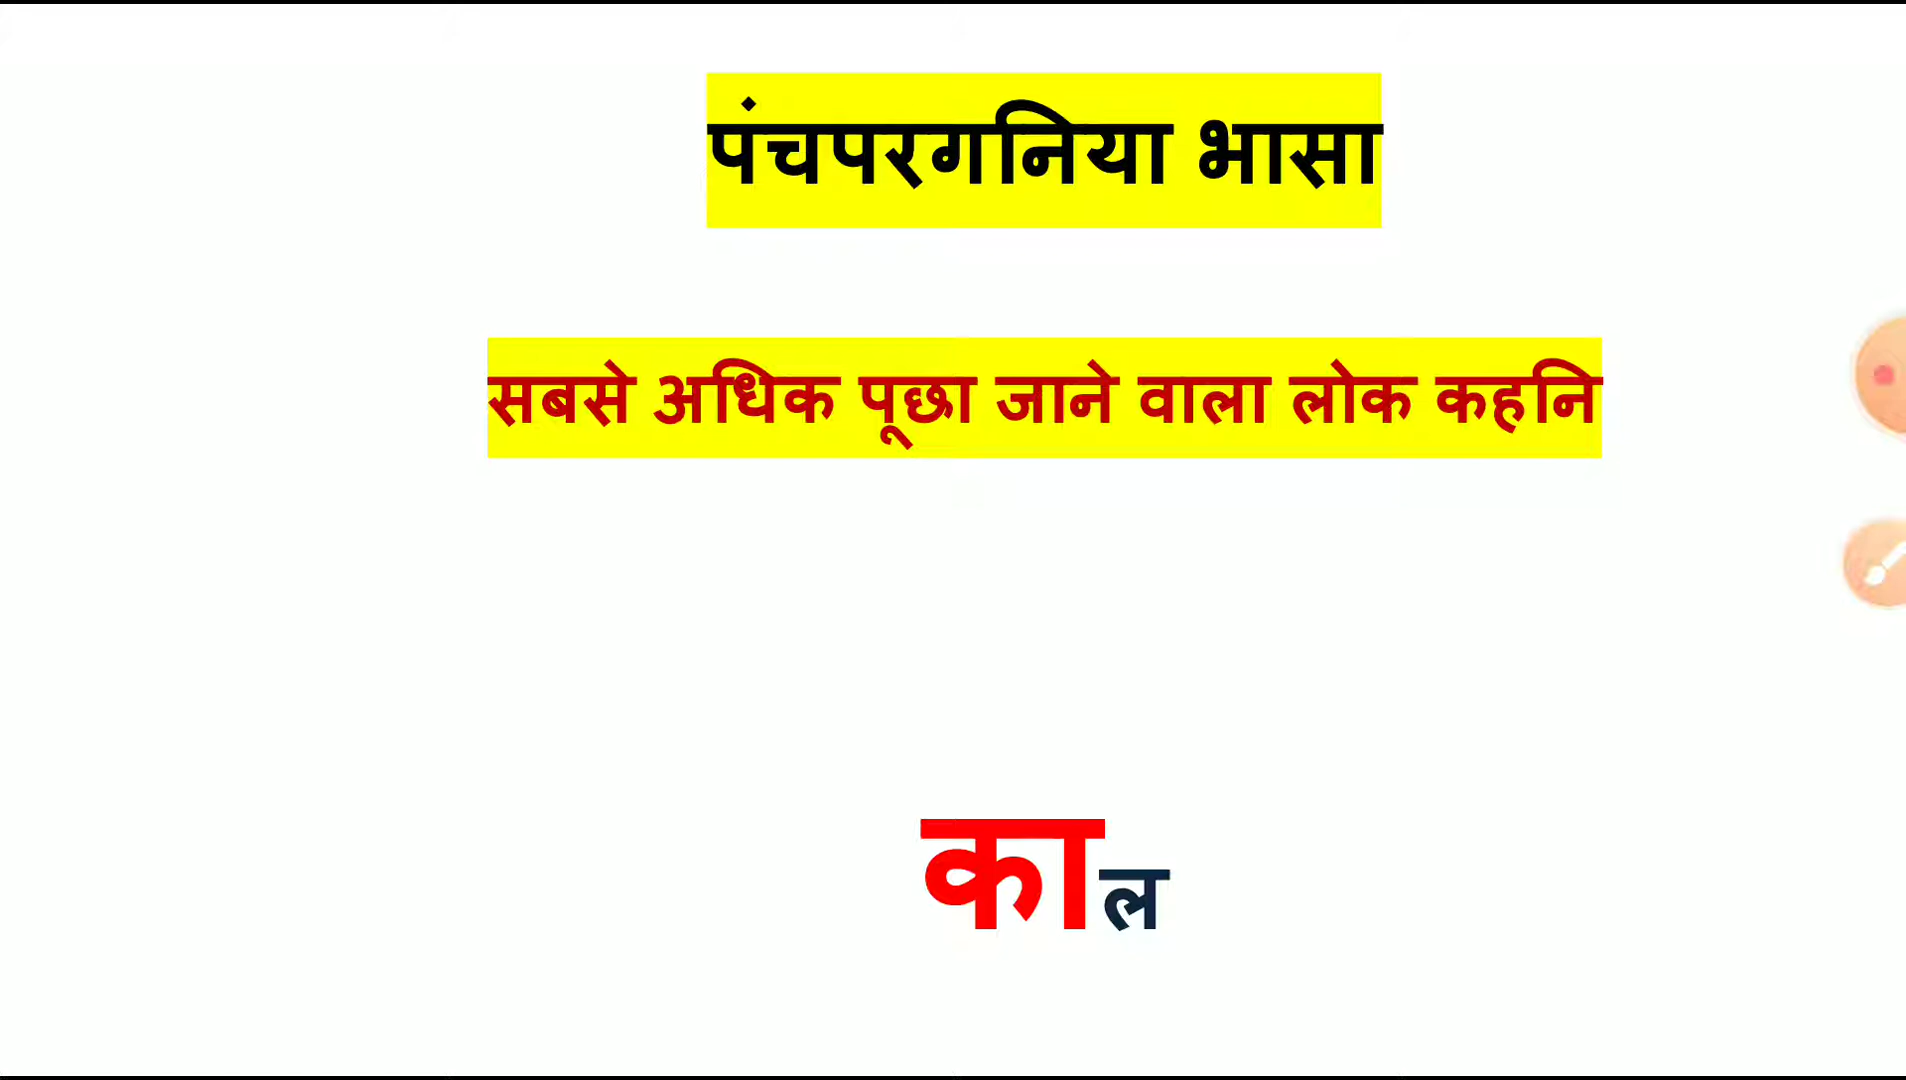 पंचपरगनिया भासा
सबसे अधिक पूछा जाने वाला लोक कहनि
काल